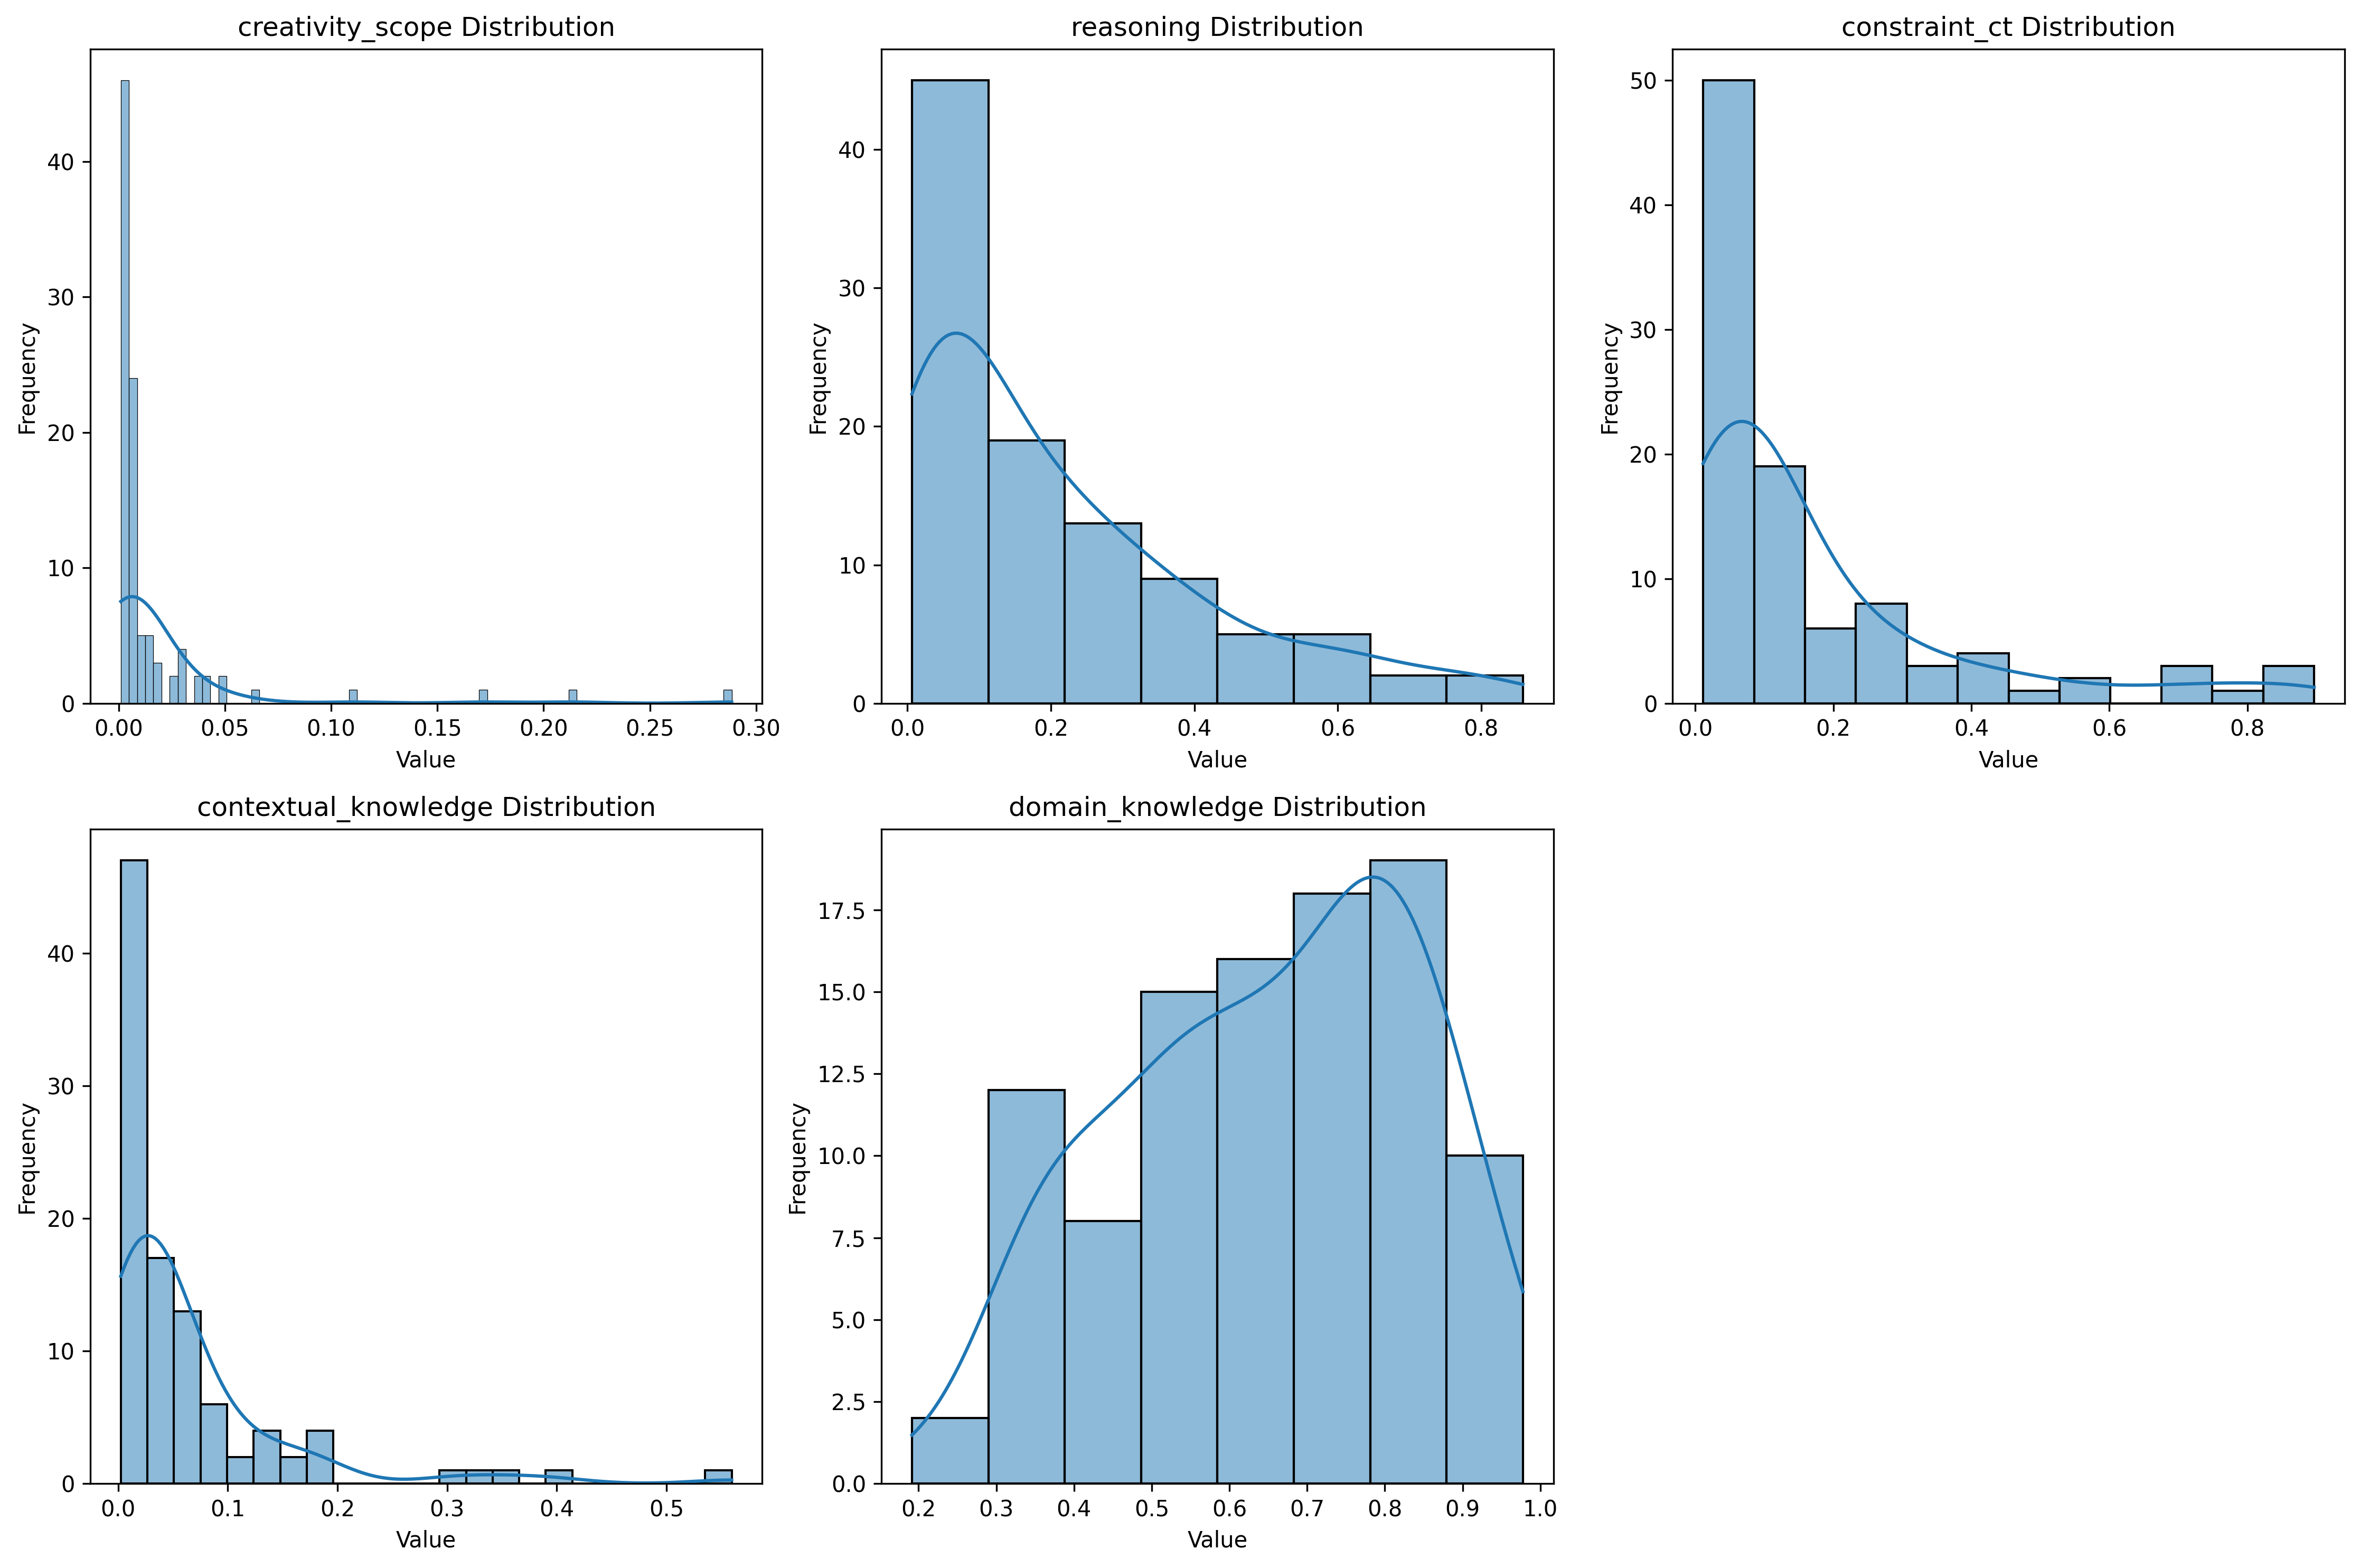 creativity_scope Distribution
Frequency
40
30
20
10
0
0.00 0.05 0.10 0.15 0.20 0.25 0.30
Value
reasoning Distribution
Frequency
40
30
20
10
0
0.0 0.2 0.4 0.6 0.8
Value
constraint_ct Distribution
Frequency
50
40
30
20
10
0
0.0 0.2 0.4 0.6 0.8
Value
contextual_knowledge Distribution
Frequency
40
30
20
10
0
0.0 0.1 0.2 0.3 0.4 0.5
Value
domain_knowledge Distribution
Frequency
17.5
15.0
12.5
10.0
7.5
5.0
2.5
0.0
0.2 0.3 0.4 0.5 0.6 0.7 0.8 0.9 1.0
Value